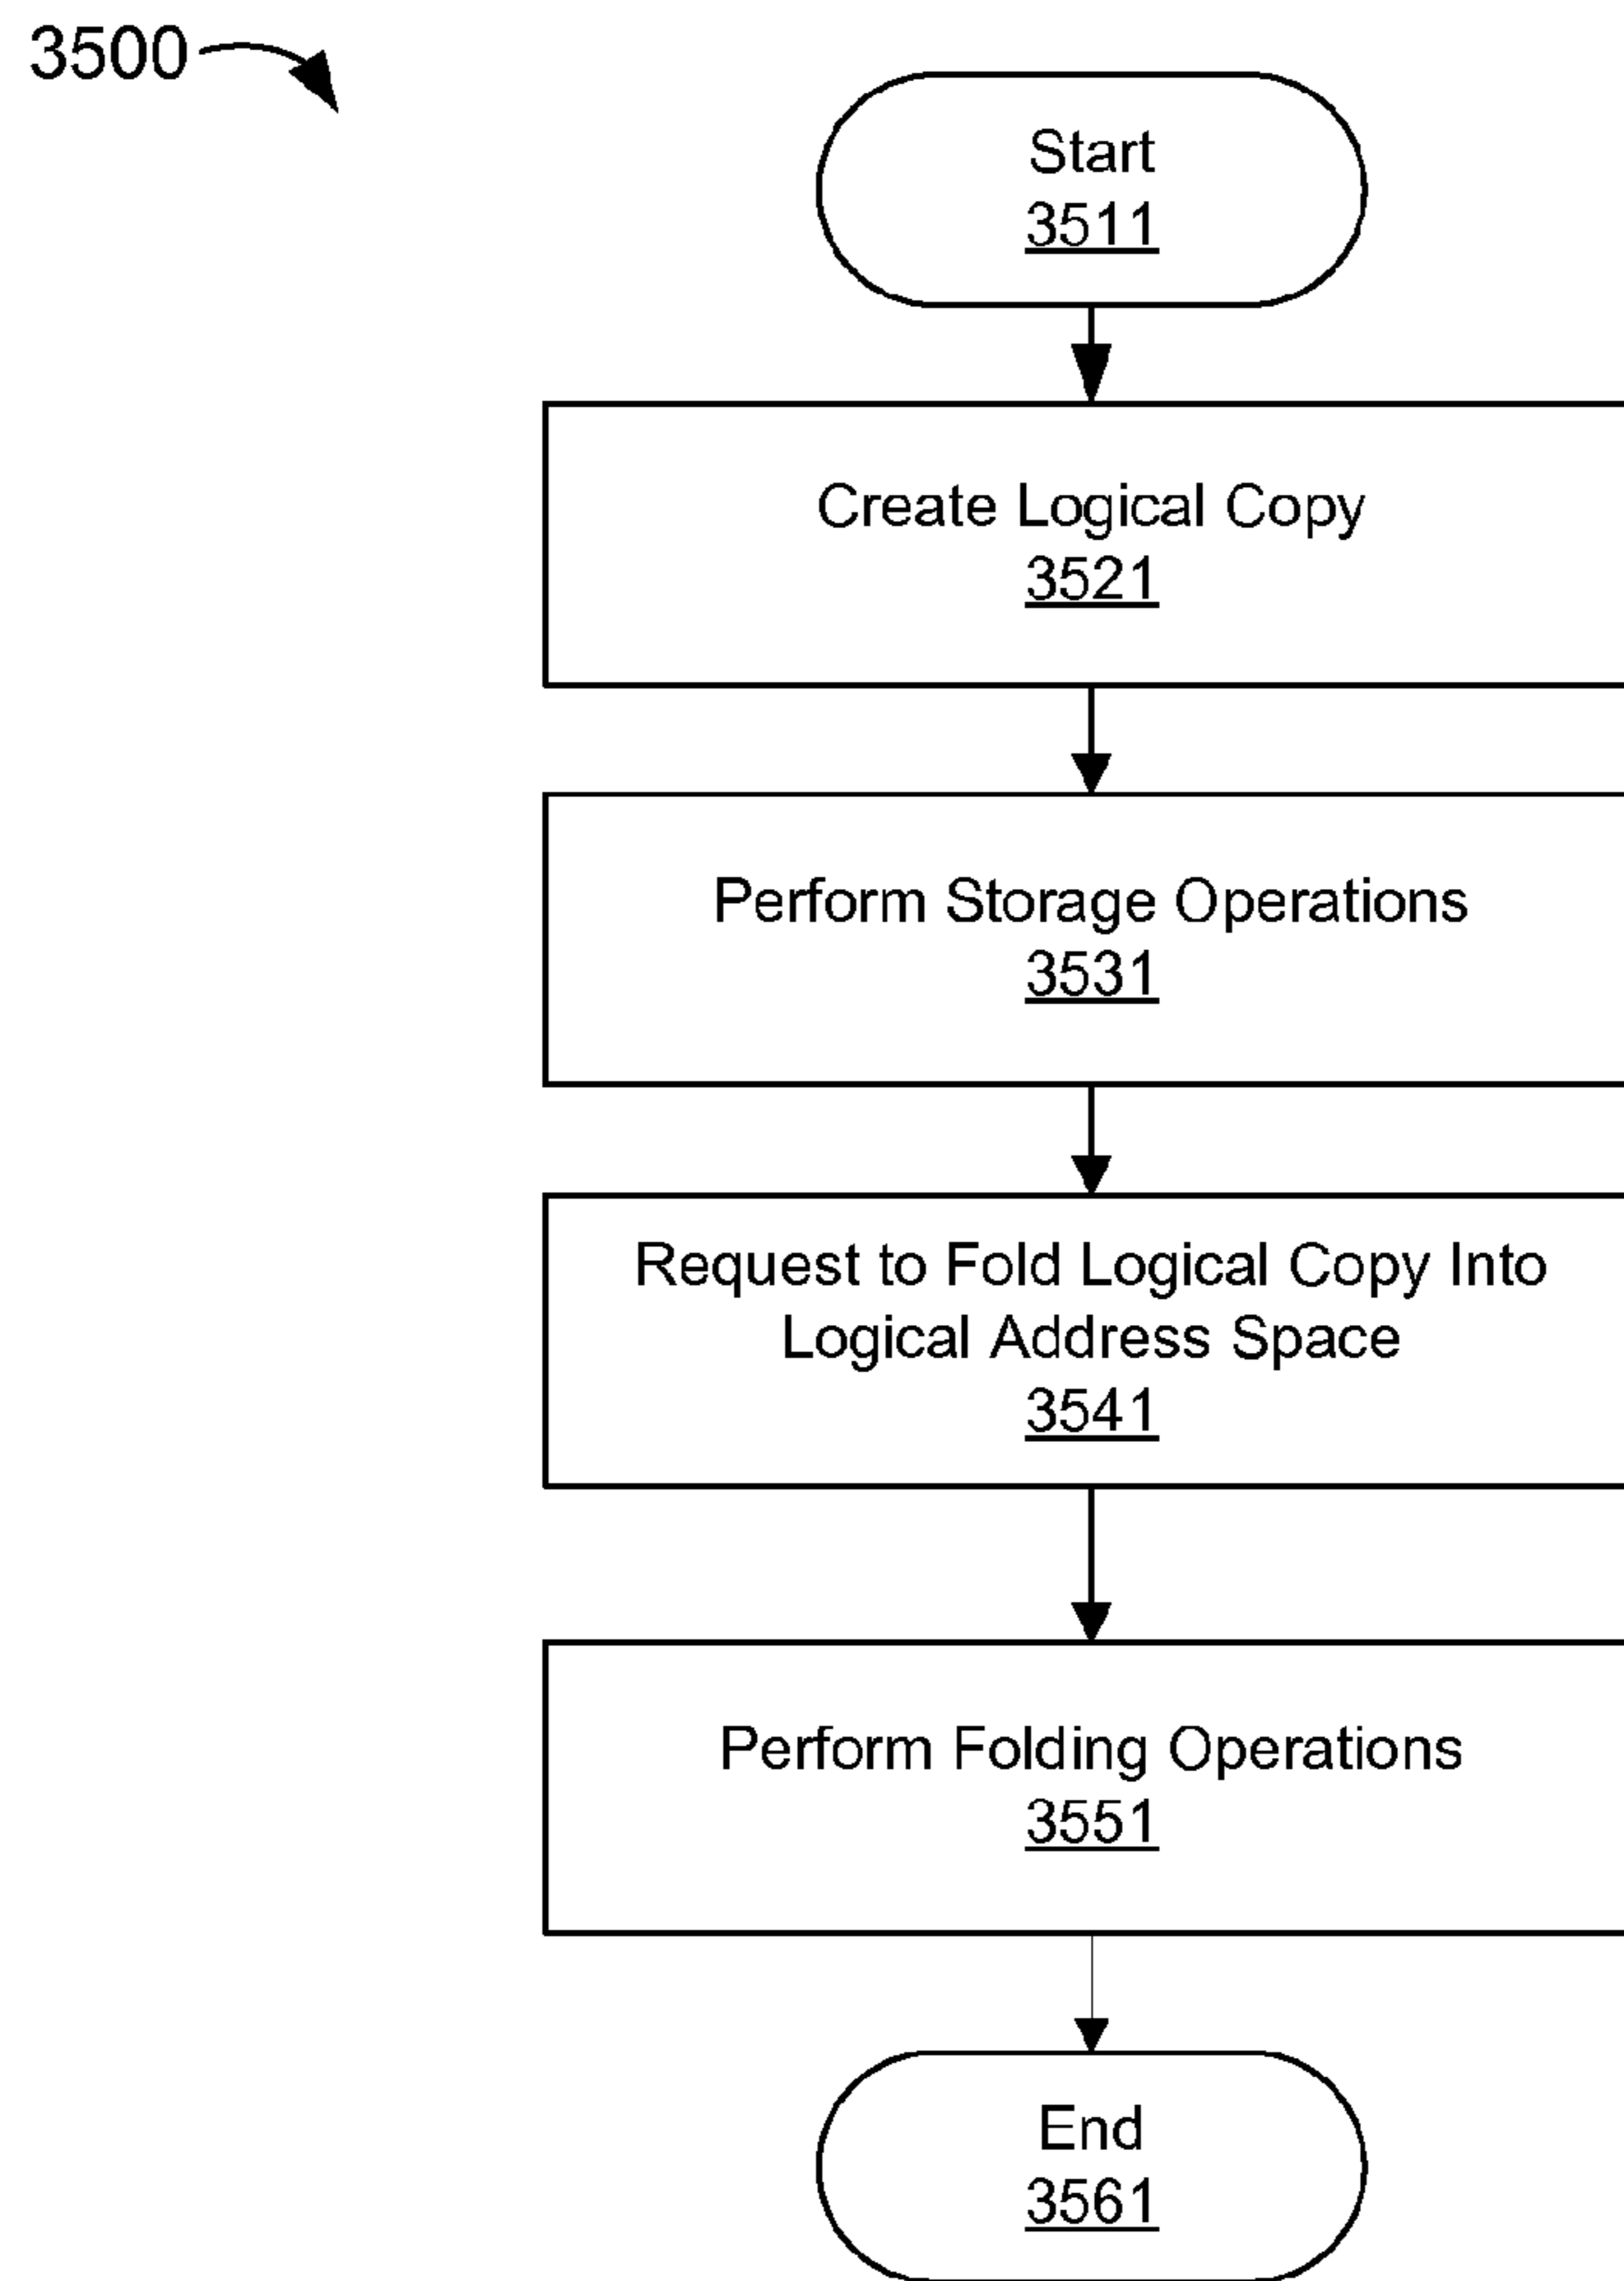 3500
Start
3511
Create Logical Copy
3521
Perform Storage Operations
3531
Request to Fold Logical Copy Into
Logical Address Space
3541
Perform Folding Operations
3551
End
3561